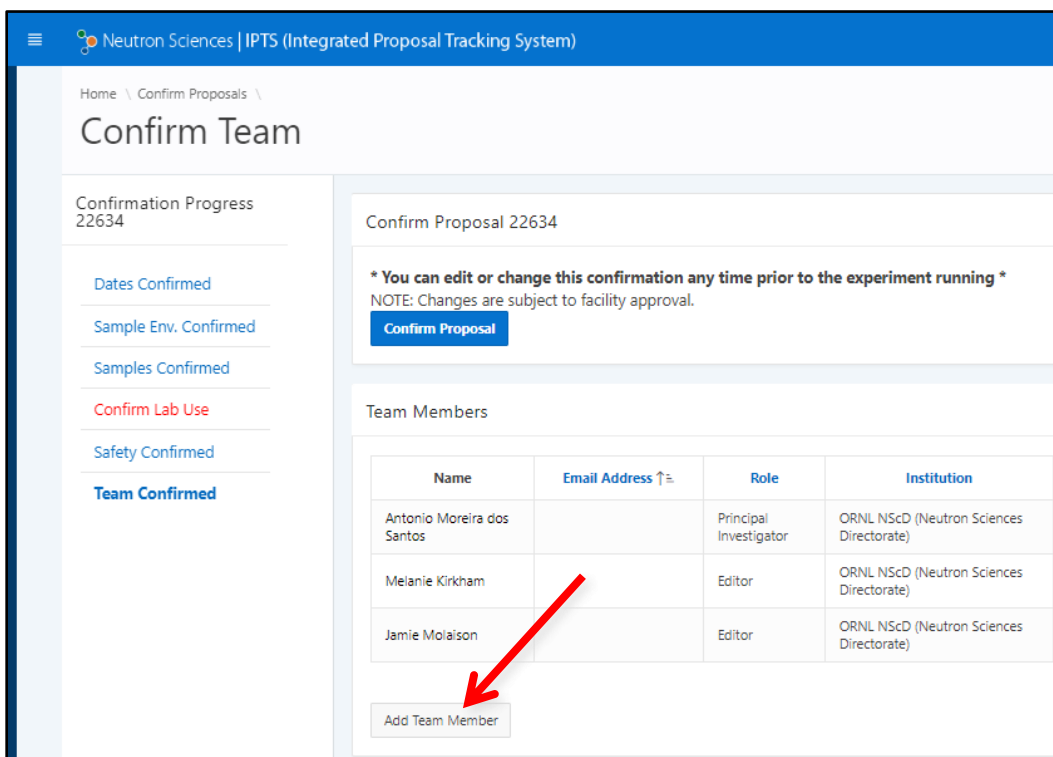 Neutron Sciences | IPTS (Integrated Proposal Tracking System)
Home \ Confirm Proposals \
Confirm Team
Confirmation Progress
22634
Dates Confirmed
Sample Env. Confirmed
Samples Confirmed
Confirm Lab Use
Safety Confirmed
Team Confirmed
Confirm Proposal 22634
* You can edit or change this confirmation any time prior to the experiment running *
NOTE: Changes are subject to facility approval.
Confirm Proposal
Team Members
Name Email Address Role Institution
Antonio Moreira dos Principal ORNL NScD (Neutron Sciences
Santos Investigator Directorate)
Melanie Kirkham Editor ORNL NScD (Neutron Sciences
Directorate)
Jamie Molaison Editor ORNL NScD (Neutron Sciences
Directorate)
Add Team Member